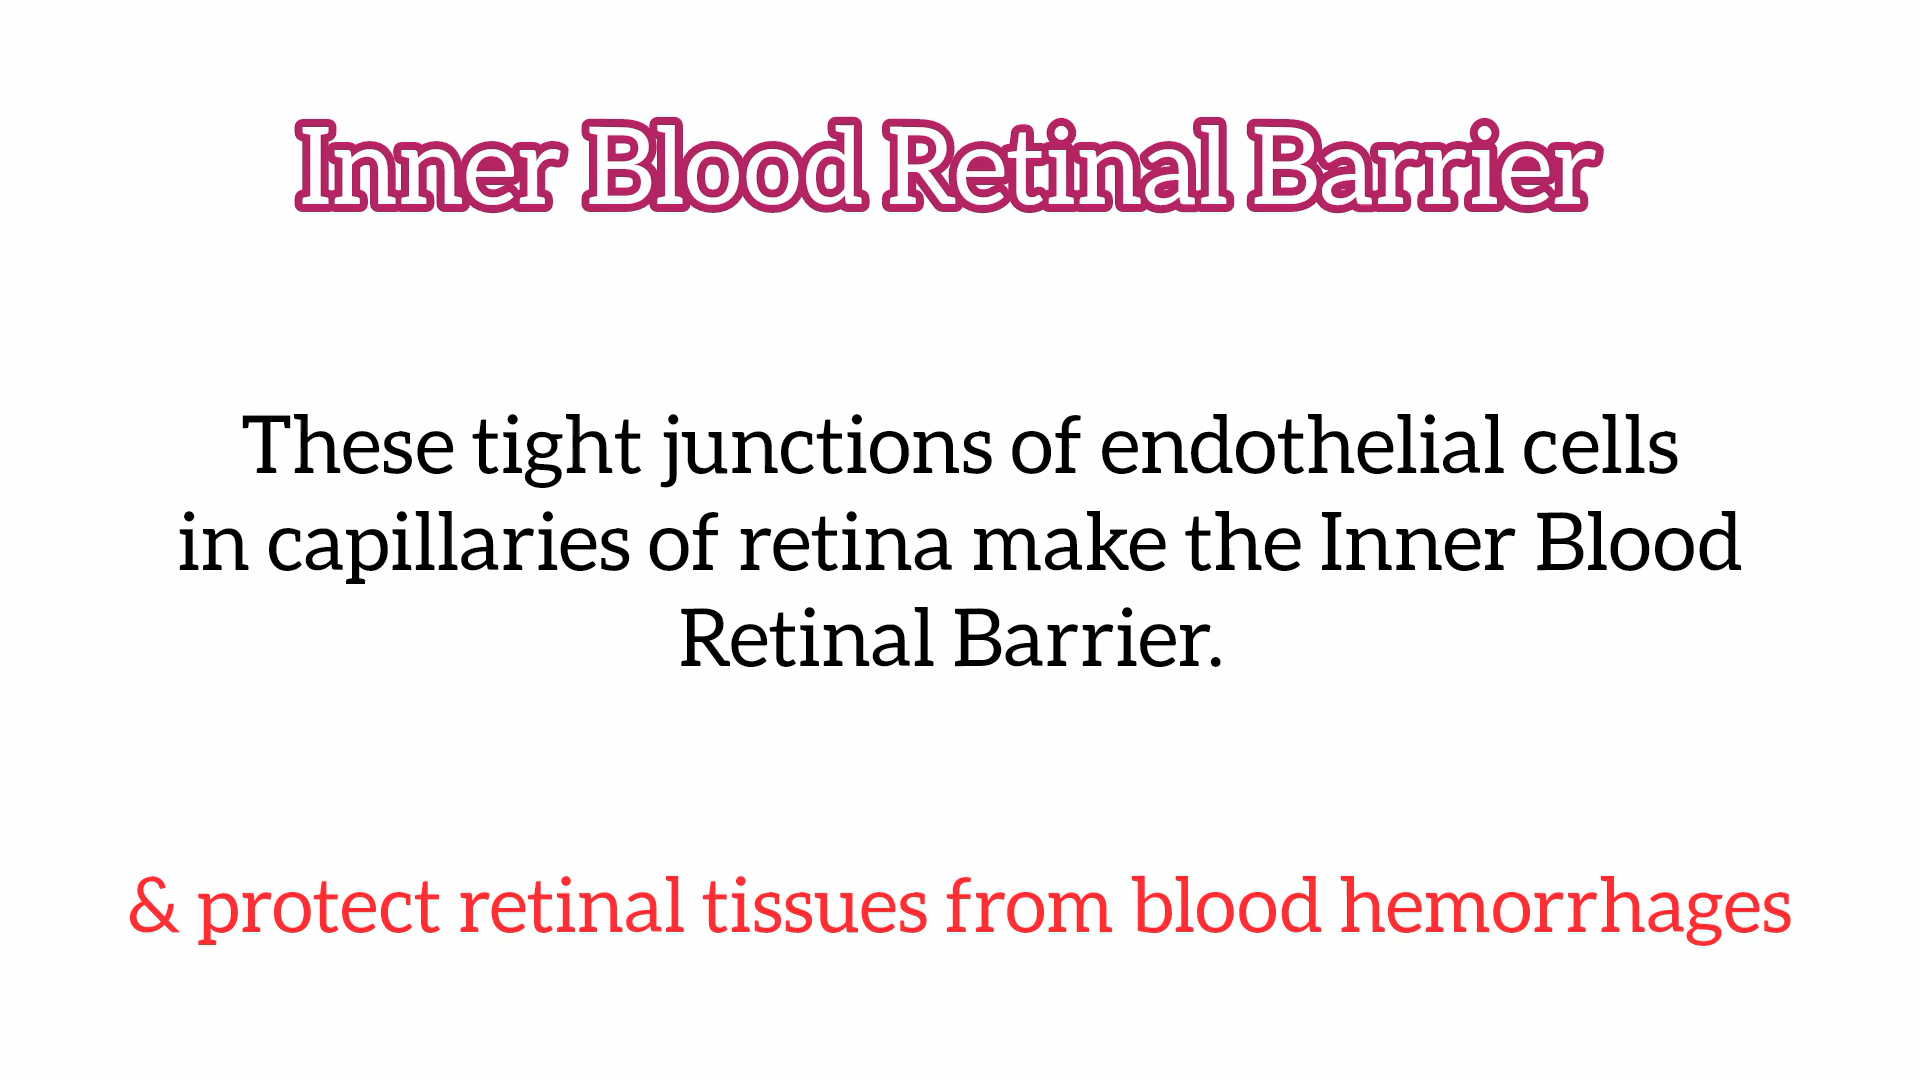 Inner Blood Retinal Barrier
These tight junctions of endothelial cells
in capillaries of retina make the Inner Blood
Retinal Barrier.
& protect retinal tissues from blood hemorrhages